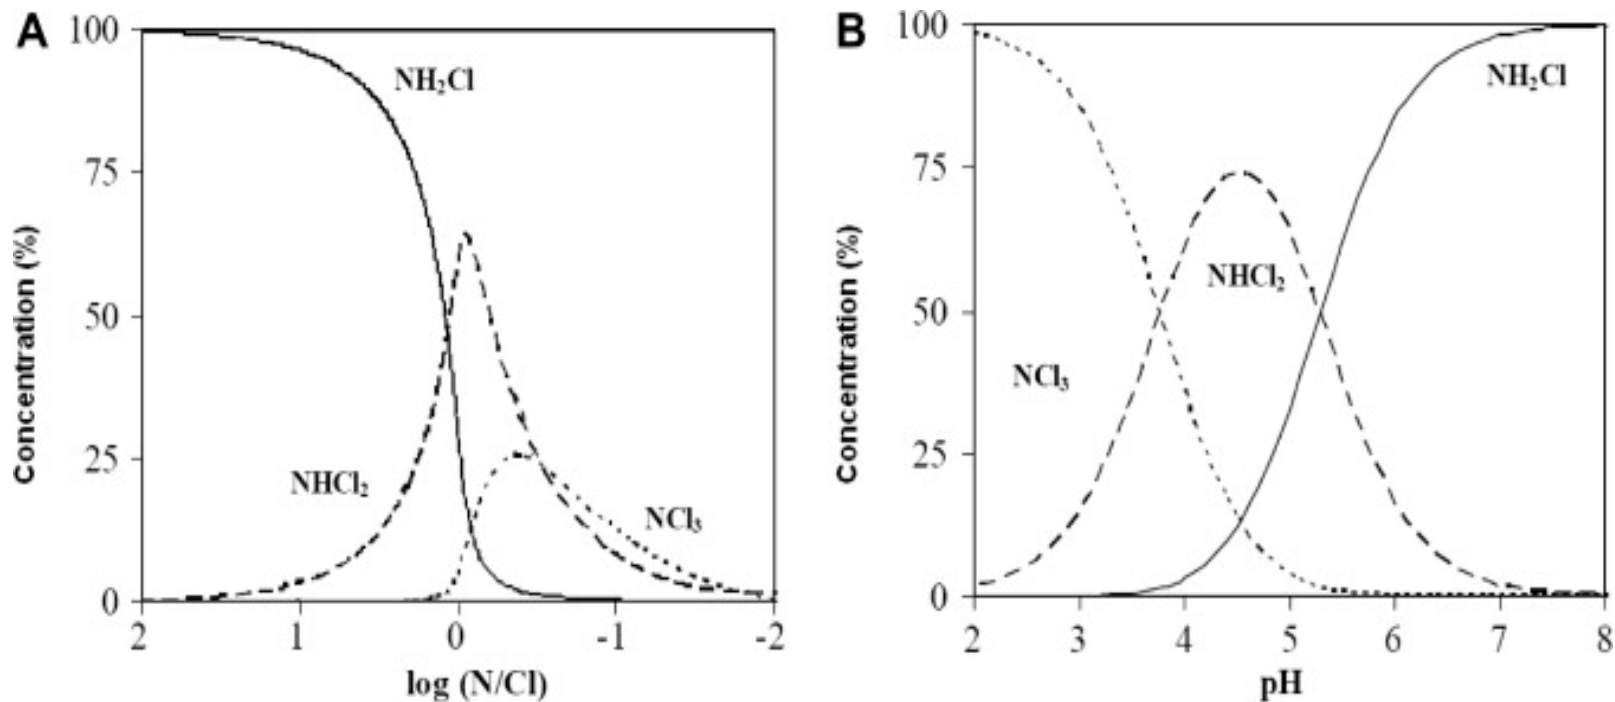 A
100
75
50
25
0
Concentration (%)
NH₂Cl
NHCl₂
NCl₃
2 1 0 -1 -2
log (N/Cl)
B
100
75
50
25
0
Concentration (%)
NH₂Cl
NHCl₂
NCl₃
2 3 4 5 6 7 8
pH